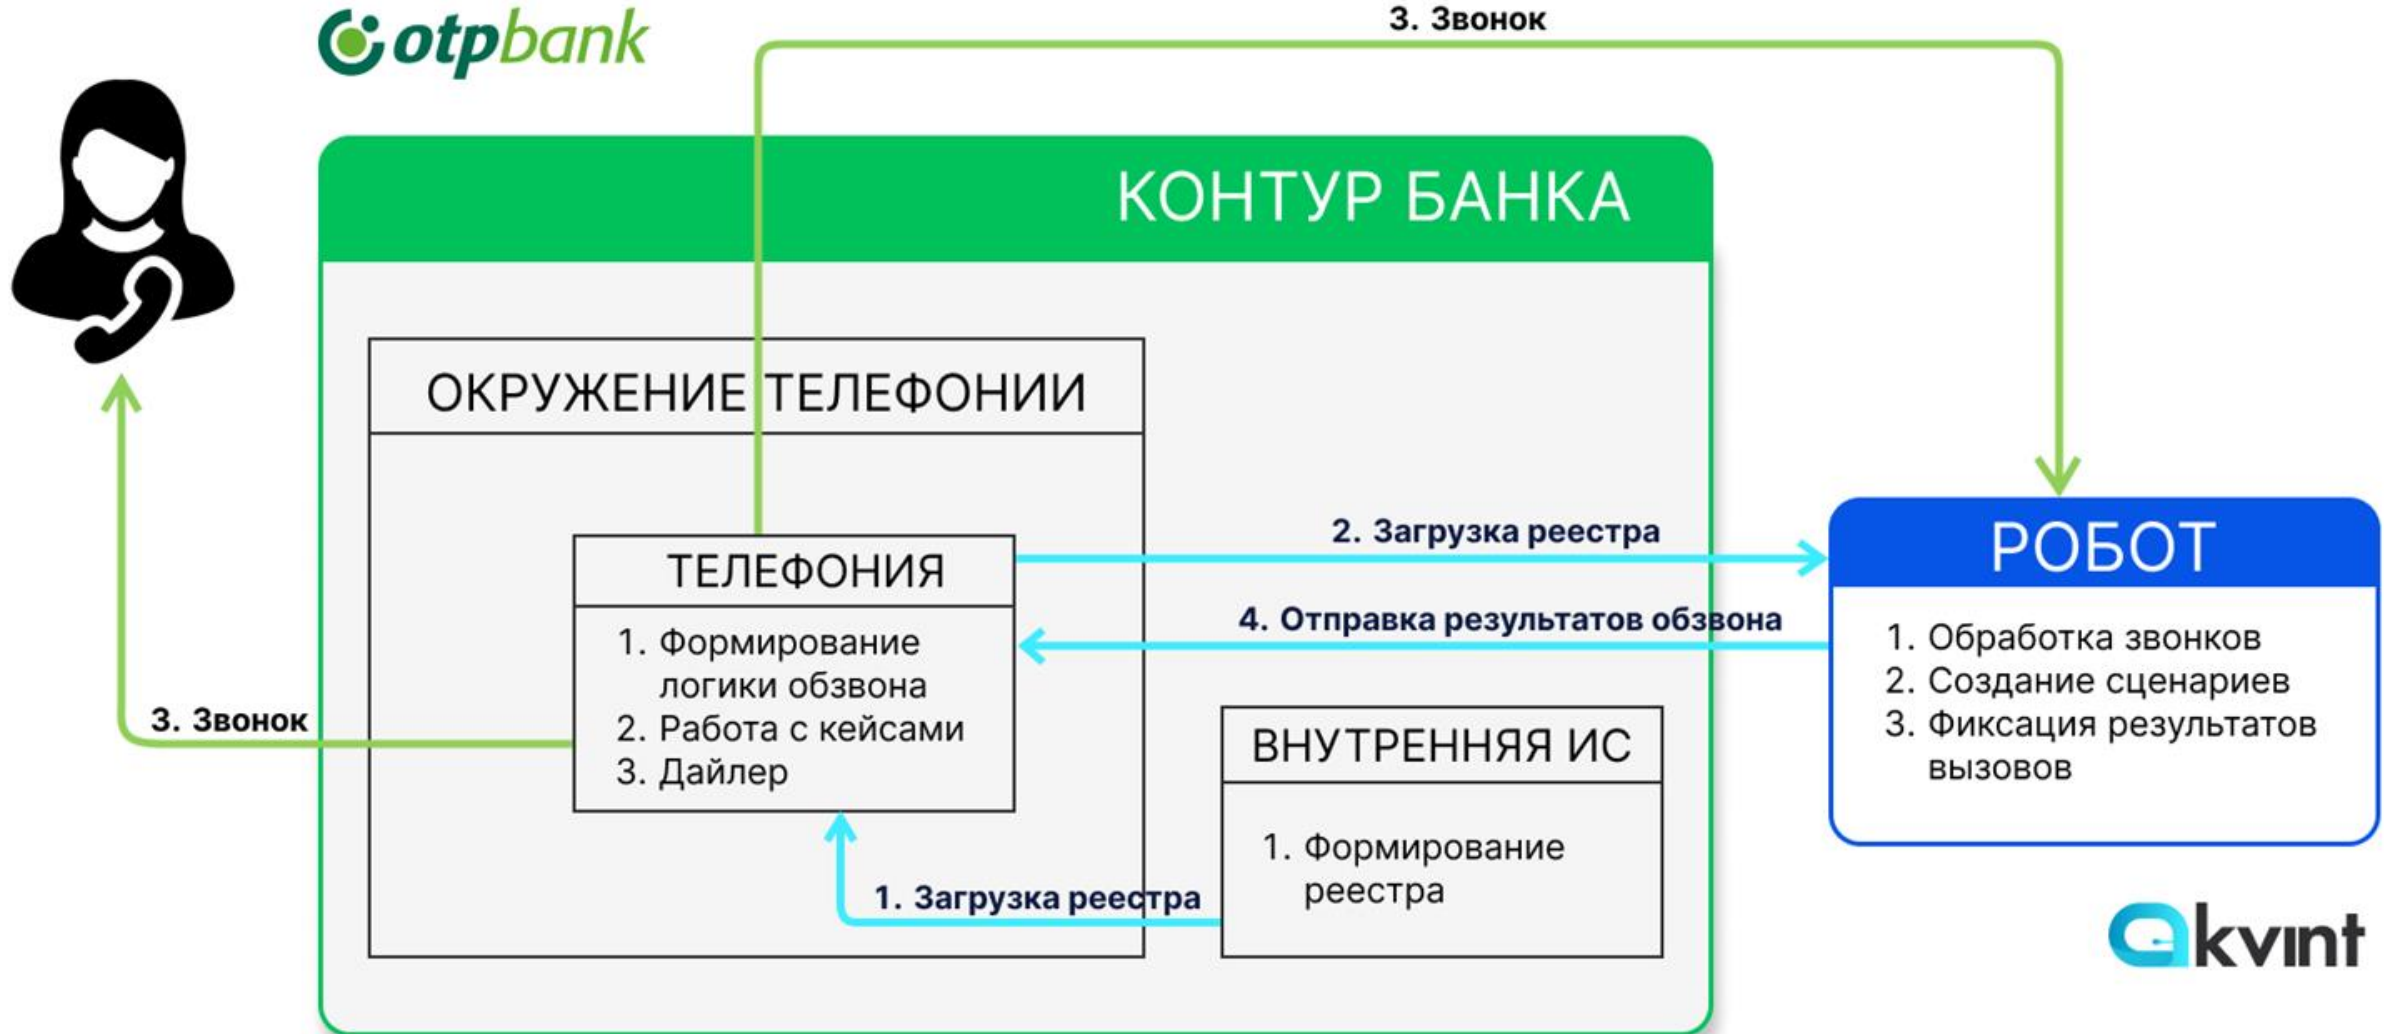 otpbank
3. Звонок
КОНТУР БАНКА
ОКРУЖЕНИЕ ТЕЛЕФОНИИ
ТЕЛЕФОНИЯ
1. Формирование
логики обзвона
2. Работа с кейсами
3. Дайлер
3. Звонок
2. Загрузка реестра
4. Отправка результатов обзвона
РОБОТ
1. Обработка звонков
2. Создание сценариев
3. Фиксация результатов
вызовов
ВНУТРЕННЯЯ ИС
1. Формирование
реестра
1. Загрузка реестра
kvint